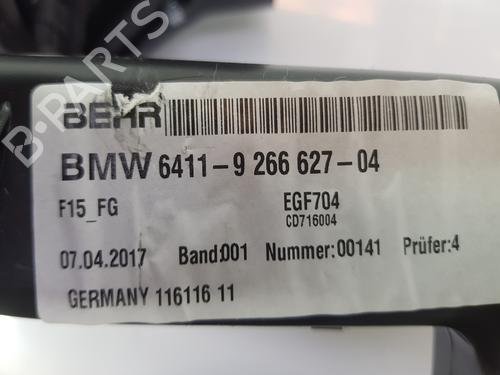 B-PARTS
BEHR
BMW 6411-9 266 627-04
F15_FG EGF704
CD716004
07.04.2017 Band:001 Nummer:00141 Prüfer:4
GERMANY 116116 11